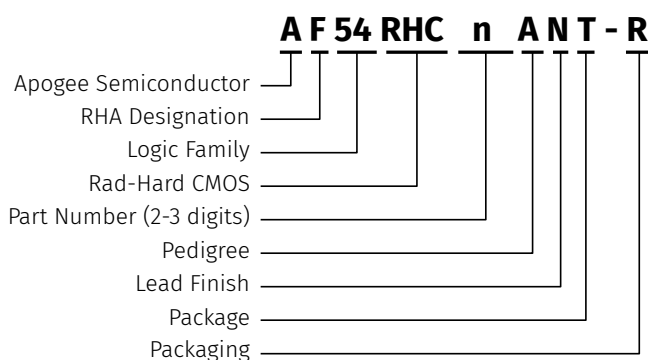 A F 54 RHC n A N T - R
Apogee Semiconductor
RHA Designation
Logic Family
Rad-Hard CMOS
Part Number (2-3 digits)
Pedigree
Lead Finish
Package
Packaging